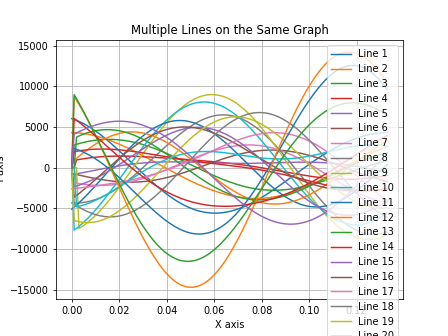 Multiple Lines on the Same Graph
15000
10000
5000
0
−5000
−10000
−15000
0.00
0.02
0.04
0.06
0.08
0.10
X axis
axis
Line 1
Line 2
Line 3
Line 4
Line 5
Line 6
Line 7
Line 8
Line 9
Line 10
Line 11
Line 12
Line 13
Line 14
Line 15
Line 16
Line 17
Line 18
Line 19
Line 20